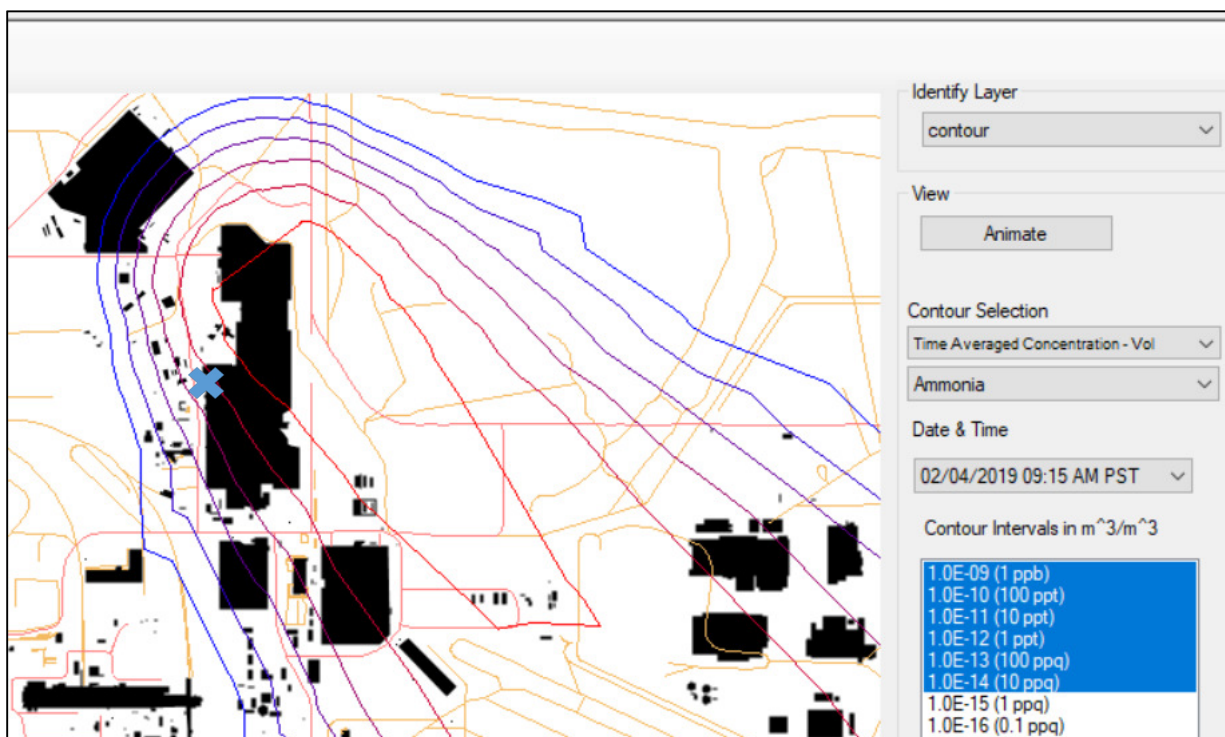 Identify Layer
contour
View
Animate
Contour Selection
Time Averaged Concentration - Vol
Ammonia
Date & Time
02/04/2019 09:15 AM PST
Contour Intervals in m^3/m^3
1.0E-09 (1 ppb)
1.0E-10 (100 ppt)
1.0E-11 (10 ppt)
1.0E-12 (1 ppt)
1.0E-13 (100 ppq)
1.0E-14 (10 ppq)
1.0E-15 (1 ppq)
1.0E-16 (0.1 ppq)